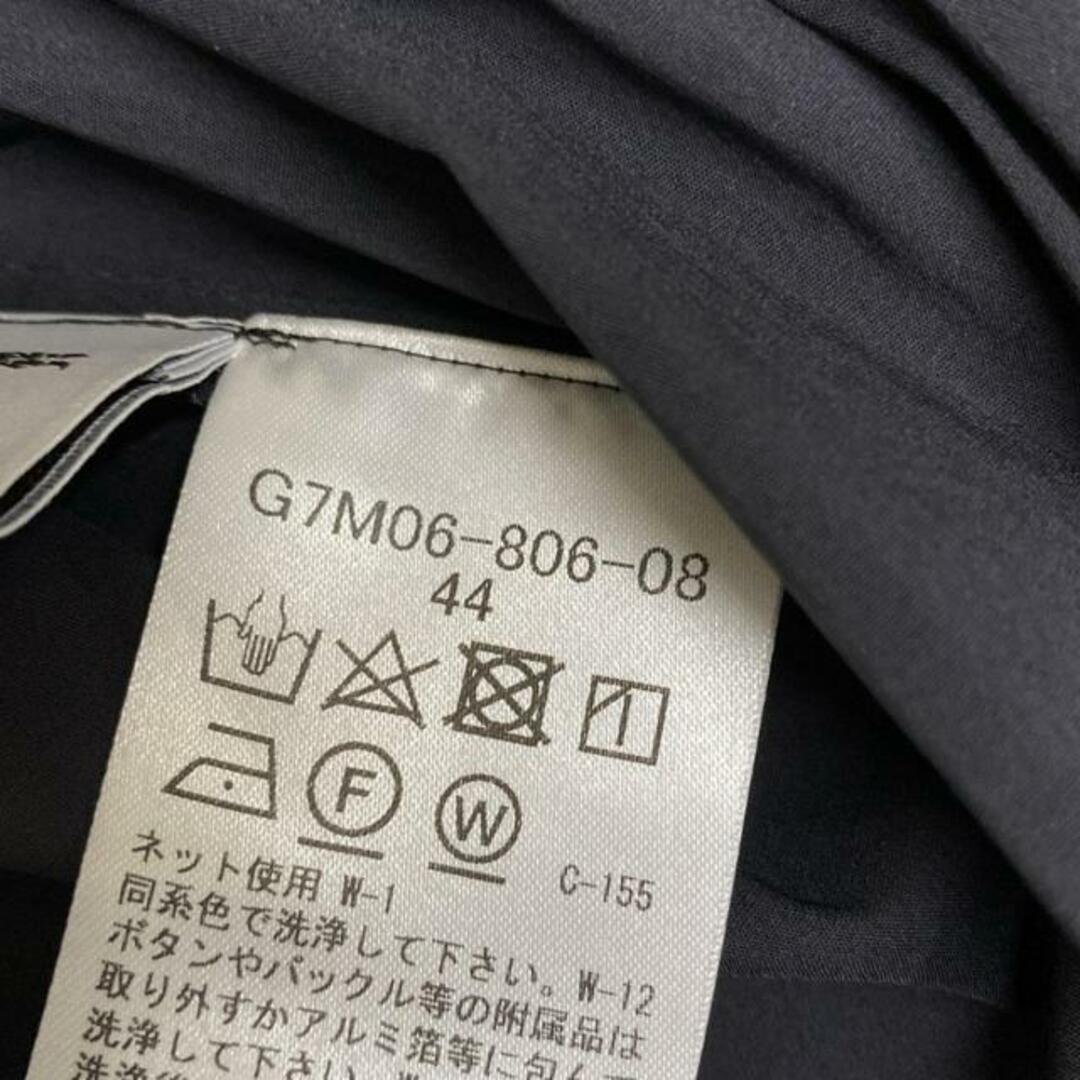 G7M06-806-08
44
F
W
C-155
ネット使用 W-1
同系色で洗浄して下さい。W-12
ボタンやバックル等の附属品は
取り外すかアルミ箔等に包んで
洗浄して下さい。
洗浄後